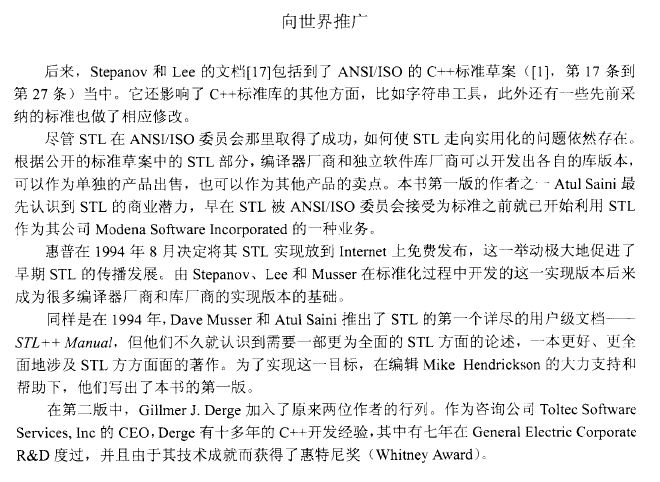 向世界推广
后来，Stepanov 和 Lee 的文档[17]包括到了 ANSI/ISO 的 C++标准草案（[1]，第 17 条到
第 27 条）当中。它还影响了 C++标准库的其他方面，比如字符串工具，此外还有一些先前采
纳的标准也做了相应修改。
尽管 STL 在 ANSI/ISO 委员会那里取得了成功，如何使 STL 走向实用化的问题依然存在。
根据公开的标准草案中的 STL 部分，编译器厂商和独立软件库厂商可以开发出各自的库版本，
可以作为单独的产品出售，也可以作为其他产品的卖点。本书第一版的作者之一 Atul Saini 最
先认识到 STL 的商业潜力，早在 STL 被 ANSI/ISO 委员会接受为标准之前就已开始利用 STL
作为其公司 Modena Software Incorporated 的一种业务。
惠普在 1994 年 8 月决定将其 STL 实现放到 Internet 上免费发布，这一举动极大地促进了
早期 STL 的传播发展。由 Stepanov、Lee 和 Musser 在标准化过程中开发的这一实现版本后来
成为很多编译器厂商和库厂商的实现版本的基础。
同样是在 1994 年，Dave Musser 和 Atul Saini 推出了 STL 的第一个详尽的用户级文档——
STL++ Manual，但他们不久就认识到需要一部更为全面的 STL 方面的论述，一本更好、更全
面地涉及 STL 方方面面的著作。为了实现这一目标，在编辑 Mike Hendrickson 的大力支持和
帮助下，他们写出了本书的第一版。
在第二版中，Gillmer J. Derge 加入了原来两位作者的行列。作为咨询公司 Toltec Software
Services, Inc 的 CEO，Derge 有十多年的 C++开发经验，其中有七年在 General Electric Corporate
R&D 度过，并且由于其技术成就而获得了惠特尼奖（Whitney Award）。